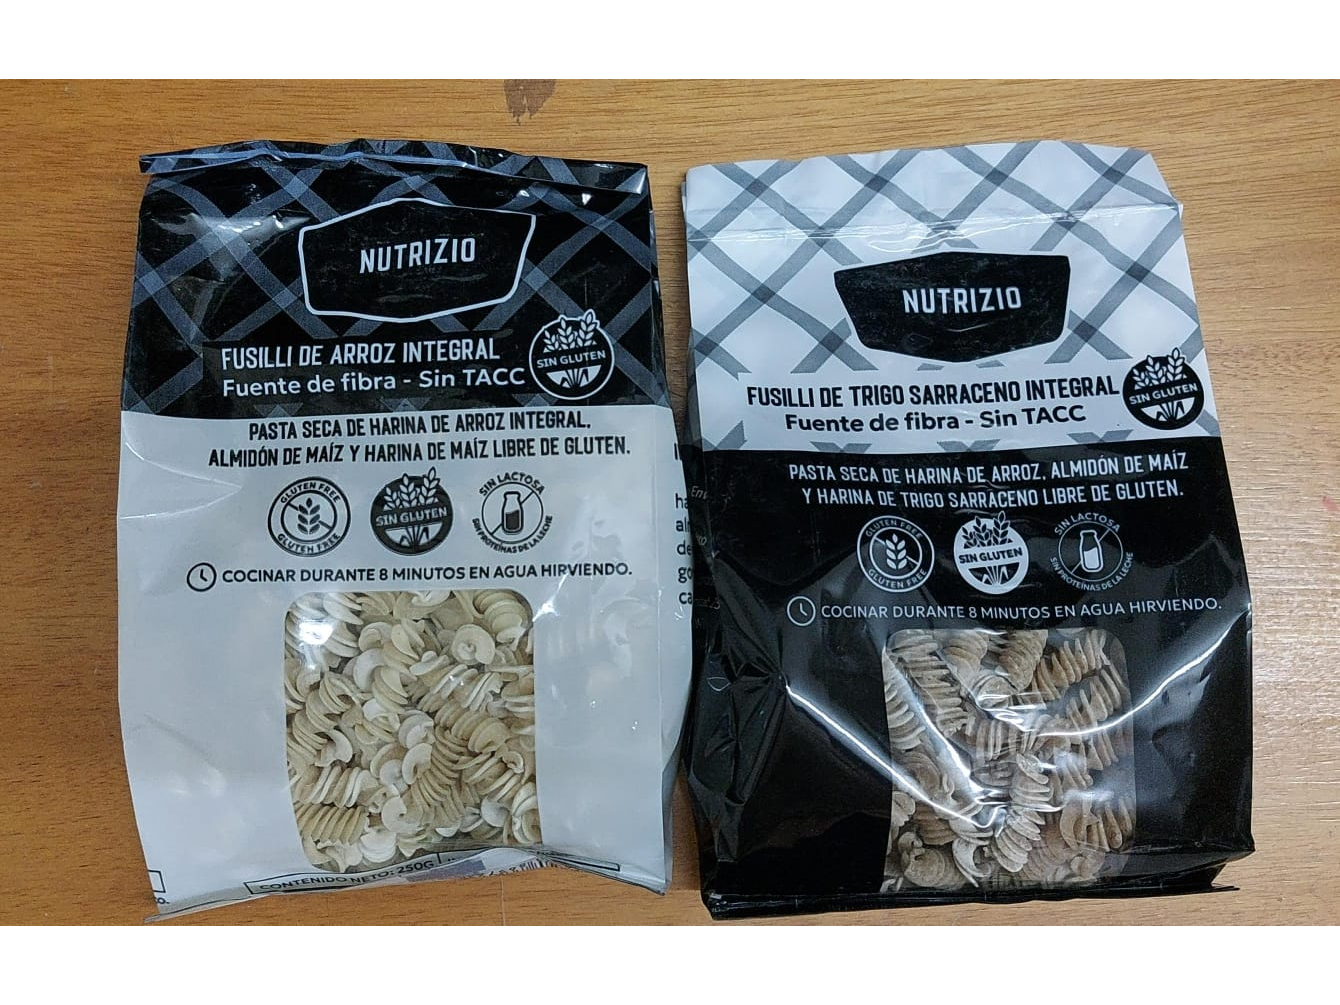 NUTRIZIO
FUSILLI DE ARROZ INTEGRAL
Fuente de fibra - Sin TACC
SIN GLUTEN
PASTA SECA DE HARINA DE ARROZ INTEGRAL,
ALMIDÓN DE MAÍZ Y HARINA DE MAÍZ LIBRE DE GLUTEN.
GLUTEN FREE
GLUTEN FREE
SIN GLUTEN
SIN LACTOSA
SIN PROTEÍNAS DE LA LECHE
COCINAR DURANTE 8 MINUTOS EN AGUA HIRVIENDO.
CONTENIDO NETO: 250G
NUTRIZIO
FUSILLI DE TRIGO SARRACENO INTEGRAL
Fuente de fibra - Sin TACC
SIN GLUTEN
PASTA SECA DE HARINA DE ARROZ, ALMIDÓN DE MAÍZ
Y HARINA DE TRIGO SARRACENO LIBRE DE GLUTEN.
GLUTEN FREE
GLUTEN FREE
SIN GLUTEN
SIN LACTOSA
SIN PROTEÍNAS DE LA LECHE
COCINAR DURANTE 8 MINUTOS EN AGUA HIRVIENDO.